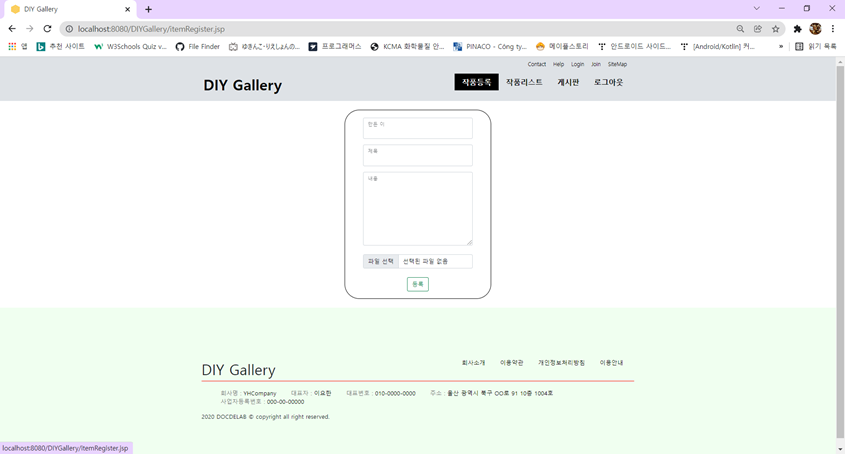 DIY Gallery
localhost:8080/DIYGallery/itemRegister.jsp
앱 추천 사이트 W3Schools Quiz v... File Finder ゆきんこ-りえしょんの... 프로그래머스 KCMA 화학물질 안... PINACO - Công ty... 메이플스토리 안드로이드 사이드... [Android/Kotlin] 커... » 읽기 목록
Contact Help Login Join SiteMap
DIY Gallery 작품등록 작품리스트 게시판 로그아웃
만든 이
제목
내용
파일 선택 선택된 파일 없음
등록
회사소개 이용약관 개인정보처리방침 이용안내
DIY Gallery
회사명 : YHCompany 대표자 : 이요한 대표번호 : 010-0000-0000 주소 : 울산 광역시 북구 OO로 91 10층 1004호
사업자등록번호 : 000-00-00000
2020 DOCDELAB © copyright all right reserved.
localhost:8080/DIYGallery/itemRegister.jsp